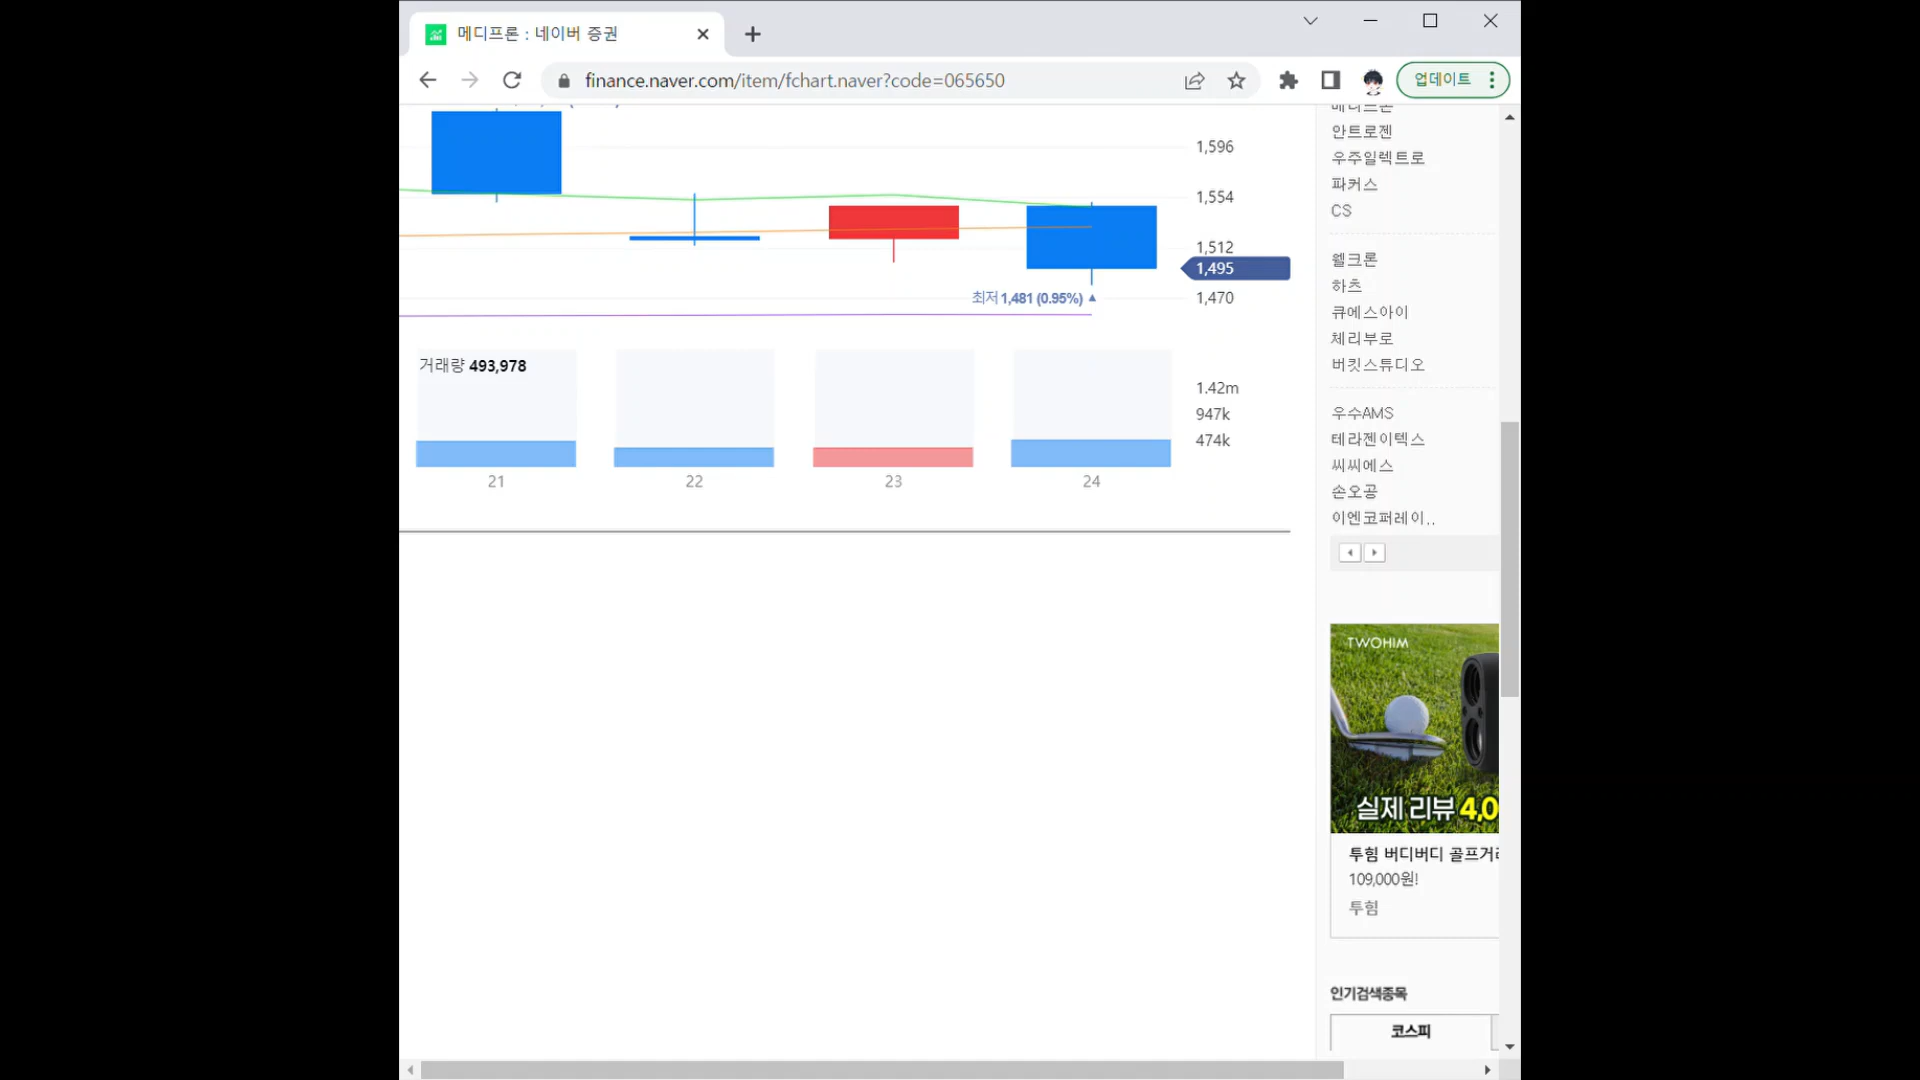 메디프론 : 네이버 증권
finance.naver.com/item/fchart.naver?code=065650
업데이트
1,596
1,554
1,512
1,495
1,470
최저 1,481 (0.95%) ▲
거래량 493,978
1.42m
947k
474k
21
22
23
24
메디프론
안트로젠
우주일렉트로
파커스
CS
웰크론
하츠
큐에스아이
체리부로
버킷스튜디오
우수AMS
테라젠이텍스
씨씨에스
손오공
이엔코퍼레이..
TWOHIM
실제 리뷰 4,0
투힘 버디버디 골프거리
109,000원!
투힘
인기검색종목
코스피